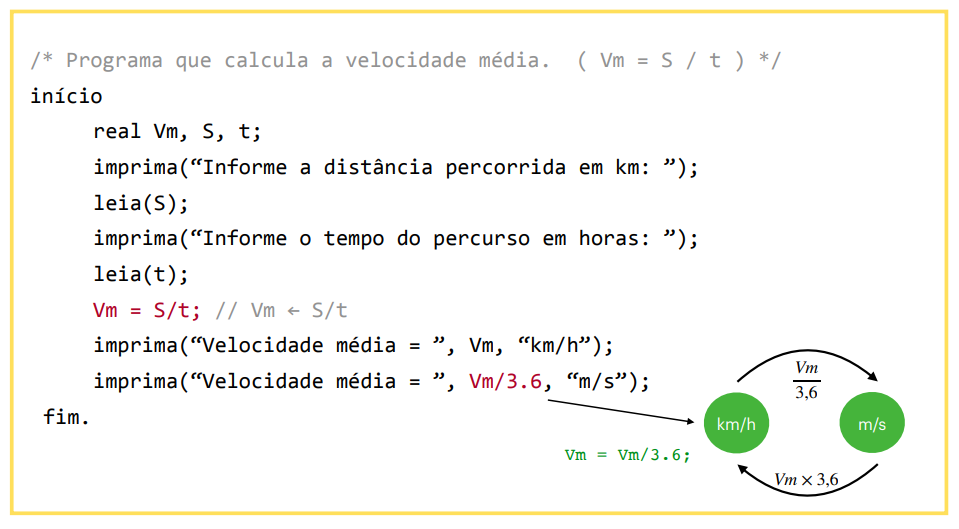 /* Programa que calcula a velocidade média.  ( Vm = S / t ) */
início
real Vm, S, t;
imprima(“Informe a distância percorrida em km: ”);
leia(S);
imprima(“Informe o tempo do percurso em horas: ”);
leia(t);
Vm = S/t; // Vm ← S/t
imprima(“Velocidade média = ”, Vm, “km/h”);
imprima(“Velocidade média = ”, Vm/3.6, “m/s”);
fim.
Vm = Vm/3.6;
Vm
3,6
km/h
m/s
Vm × 3,6